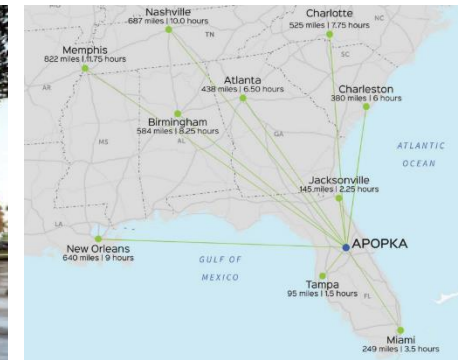 Nashville
687 miles | 10.0 hours
Charlotte
525 miles | 7.75 hours
NC
TN
Memphis
822 miles | 11.75 hours
SC
Atlanta
438 miles | 6.50 hours
Charleston
380 miles | 6 hours
AR
Birmingham
584 miles | 8.25 hours
MS
AL
GA
ATLANTIC
OCEAN
Jacksonville
145 miles | 2.25 hours
LA
New Orleans
640 miles | 9 hours
APOPKA
GULF OF
MEXICO
Tampa
95 miles | 1.5 hours
FL
Miami
249 miles | 3.5 hours